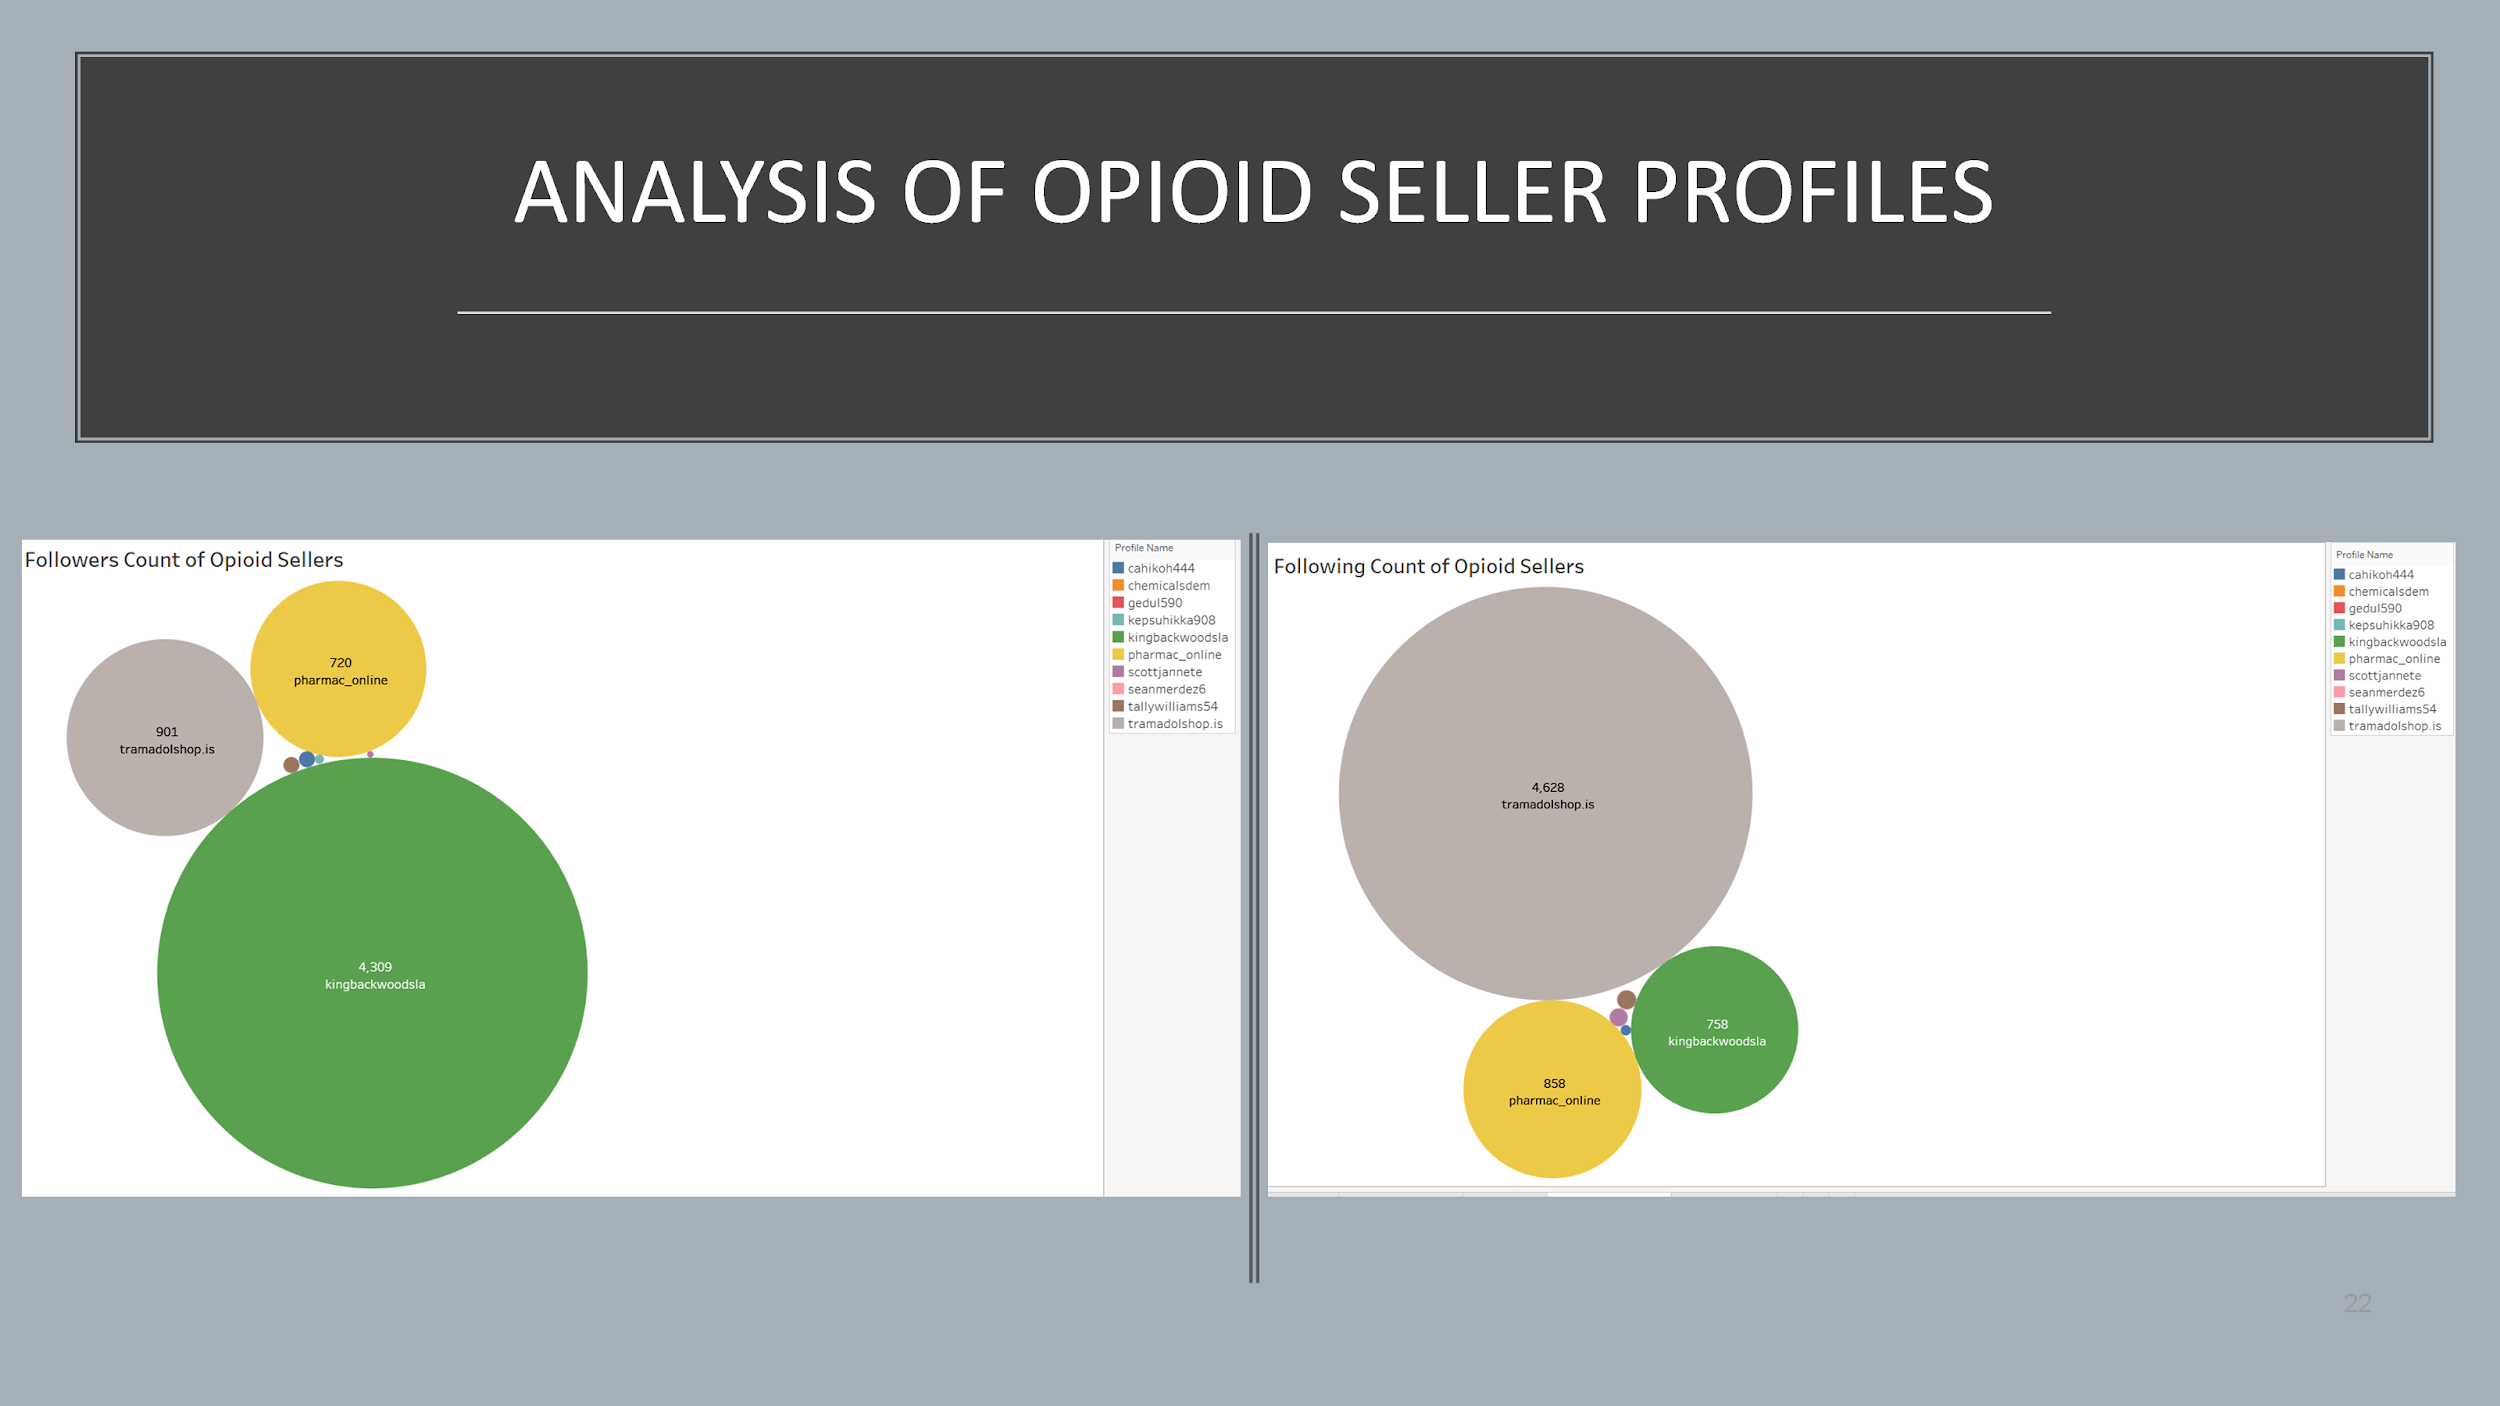 ANALYSIS OF OPIOID SELLER PROFILES
Followers Count of Opioid Sellers
720
pharmac_online
901
tramadolshop.is
4,309
kingbackwoodsla
Profile Name
cahikoh444
chemicalsdem
gedul590
kepsuhikka908
kingbackwoodsla
pharmac_online
scottjannete
seanmerdez6
tallywilliams54
tramadolshop.is
Following Count of Opioid Sellers
4,628
tramadolshop.is
758
kingbackwoodsla
858
pharmac_online
Profile Name
cahikoh444
chemicalsdem
gedul590
kepsuhikka908
kingbackwoodsla
pharmac_online
scottjannete
seanmerdez6
tallywilliams54
tramadolshop.is
22